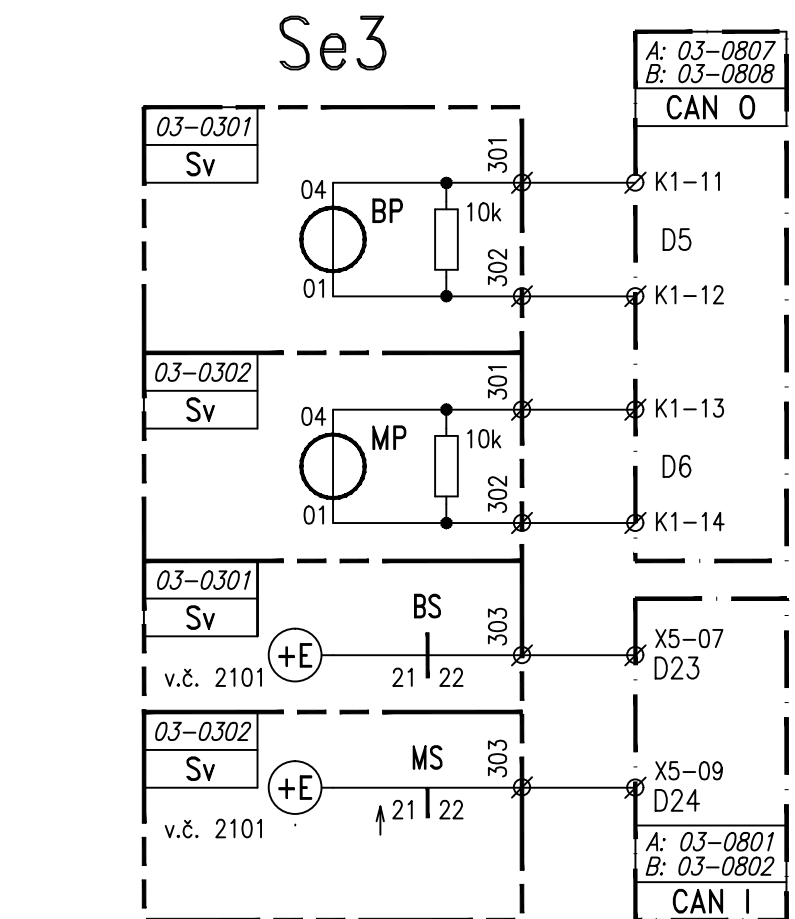 Se3
A: 03-0807
B: 03-0808
CAN O
03-0301
Sv
301
04
BP
10k
K1-11
D5
302
01
K1-12
03-0302
Sv
301
04
MP
10k
K1-13
D6
302
01
K1-14
03-0301
Sv
BS
303
+E
21
22
v.č. 2101
X5-07
D23
03-0302
Sv
MS
303
+E
21
22
v.č. 2101
X5-09
D24
A: 03-0801
B: 03-0802
CAN I